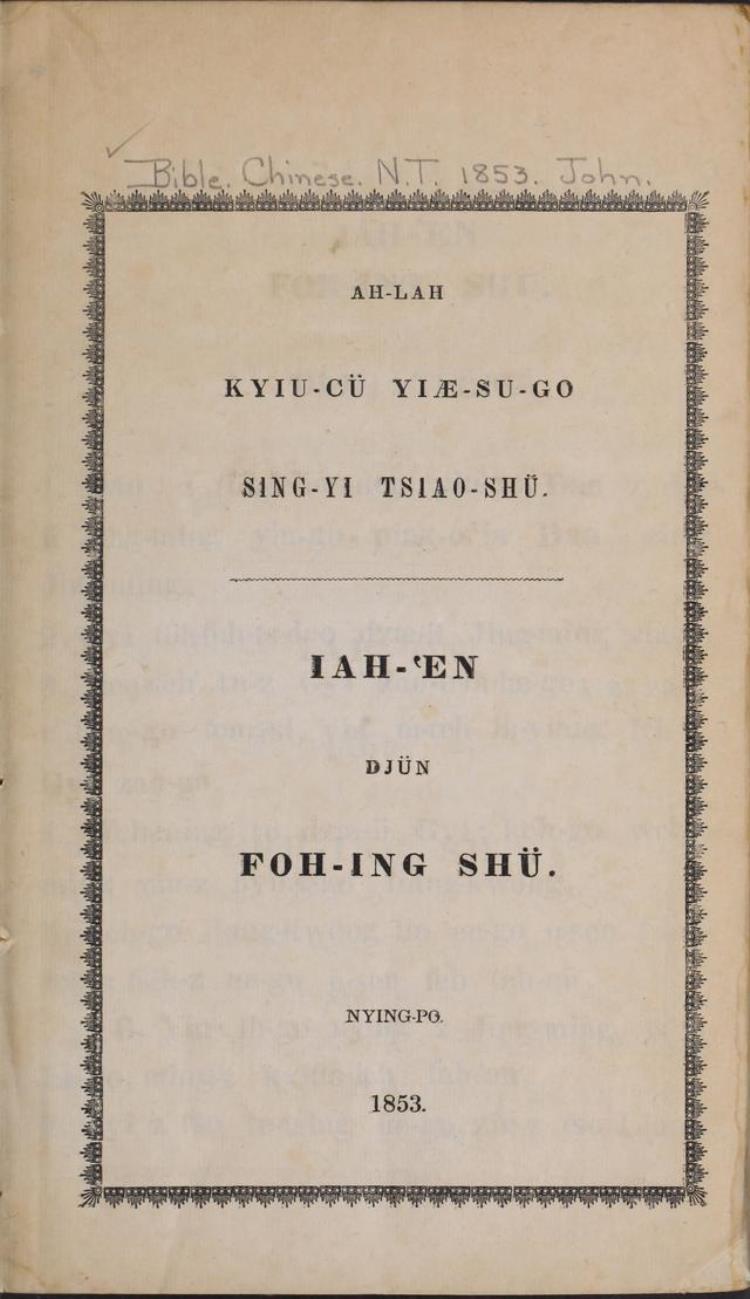 Bible. Chinese. N.T. 1853. John.
AH-LAH
KYIU-CÜ YIÆ-SU-GO
SING-YI TSIAO-SHÜ.
IAH-‘EN
DJÜN
FOH-ING SHÜ.
NYING-PO.
1853.